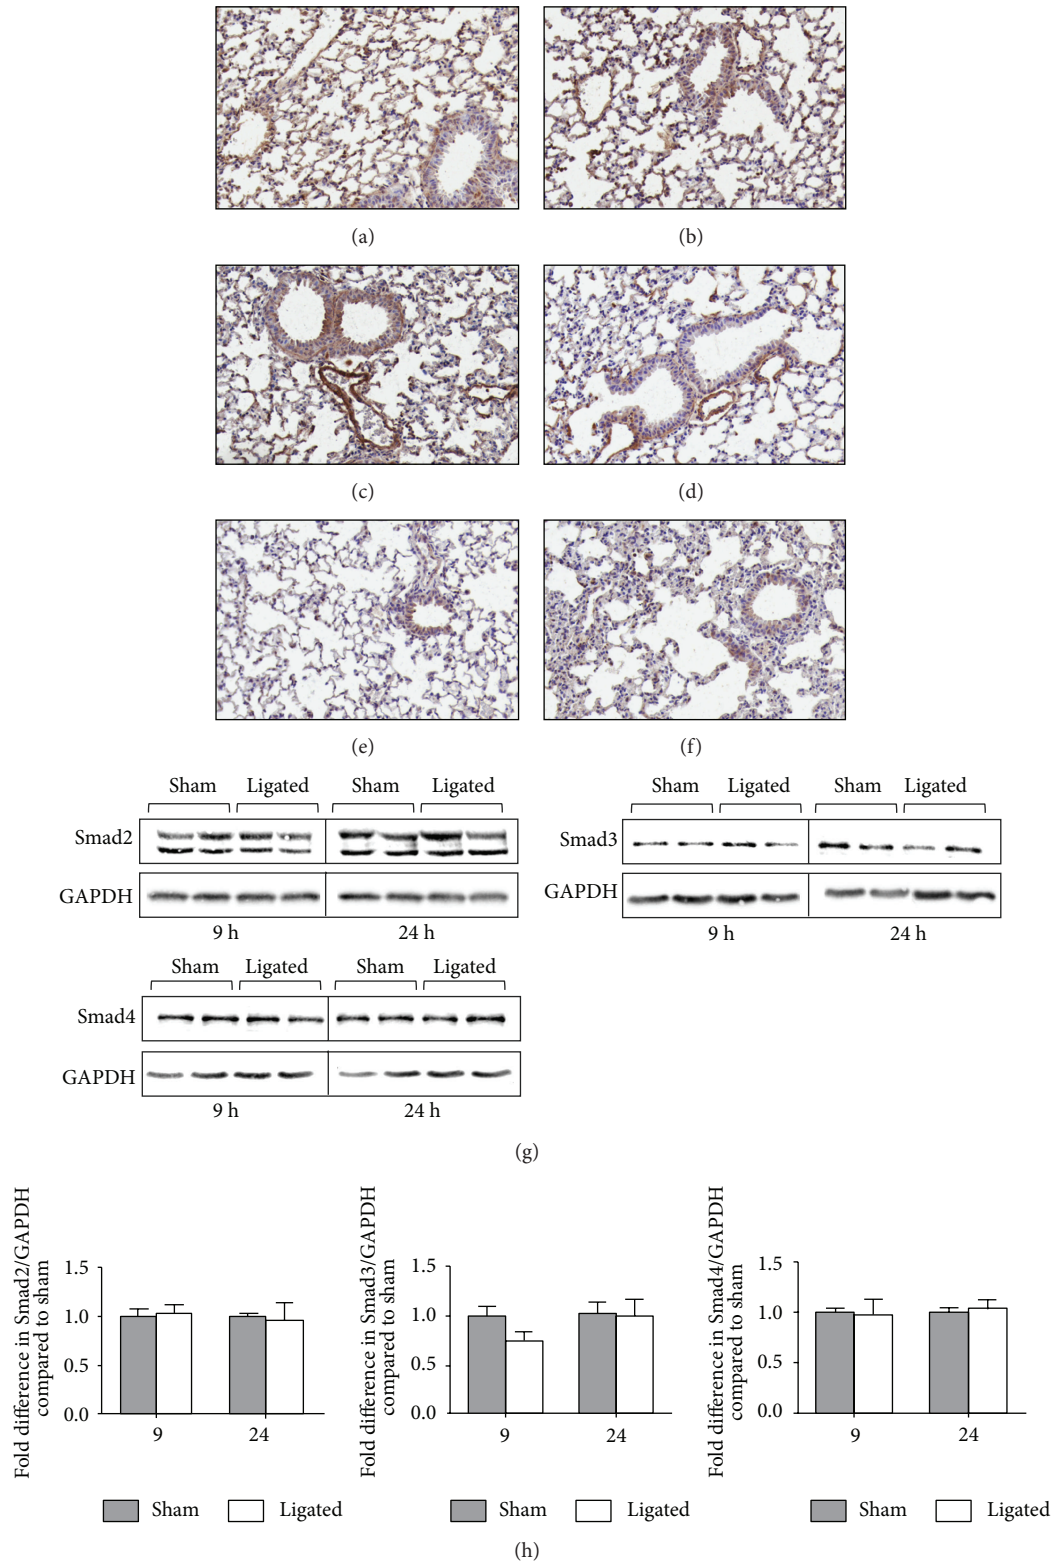 (a)
(b)
(c)
(d)
(e)
(f)
Sham Ligated Sham Ligated
Smad2
GAPDH
9 h 24 h
Sham Ligated Sham Ligated
Smad3
GAPDH
9 h 24 h
Sham Ligated Sham Ligated
Smad4
GAPDH
9 h 24 h
(g)
Fold difference in Smad2/GAPDH
compared to sham
1.5
1.0
0.5
0.0
9 24
Sham Ligated
Fold difference in Smad3/GAPDH
compared to sham
1.5
1.0
0.5
0.0
9 24
Sham Ligated
Fold difference in Smad4/GAPDH
compared to sham
1.5
1.0
0.5
0.0
9 24
Sham Ligated
(h)